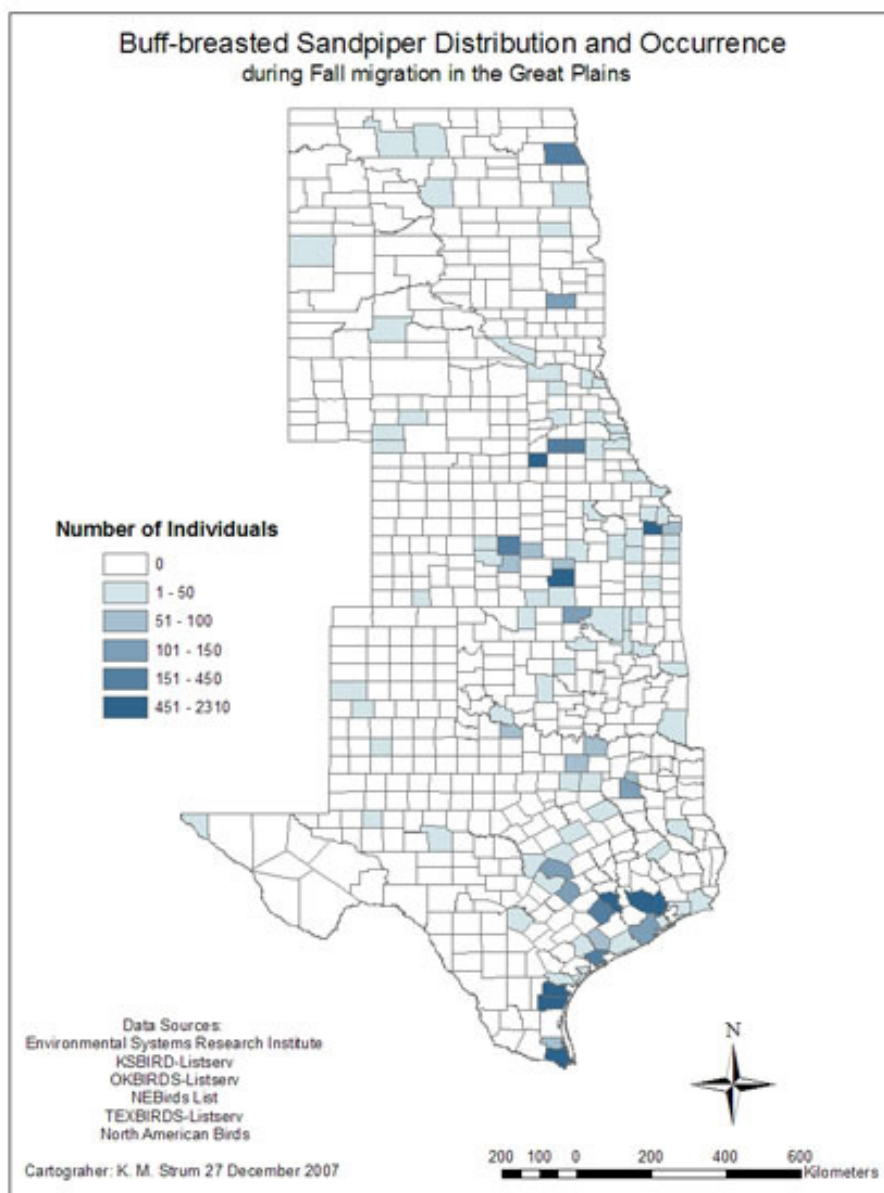 Buff-breasted Sandpiper Distribution and Occurrence
during Fall migration in the Great Plains
Number of Individuals
0
1 - 50
51 - 100
101 - 150
151 - 450
451 - 2310
Data Sources:
Environmental Systems Research Institute
KSBIRD-Listserv
OKBIRDS-Listserv
NEBirds List
TEXBIRDS-Listserv
North American Birds
Cartograher: K. M. Strum 27 December 2007
N
200 100 0 200 400 600
Kilometers